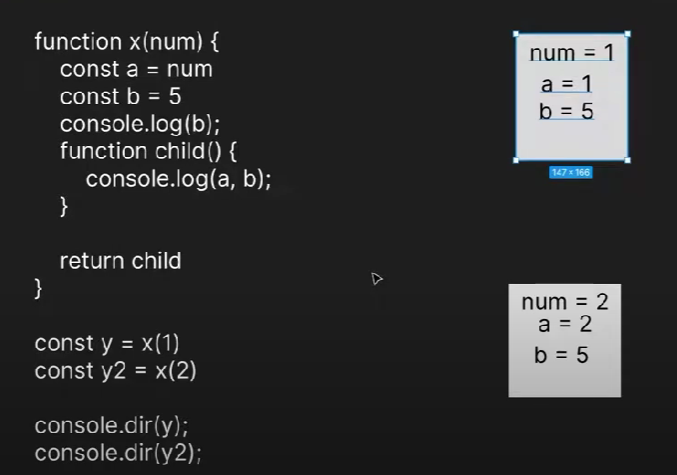 function x(num) {
const a = num
const b = 5
console.log(b);
function child() {
console.log(a, b);
}
return child
}
const y = x(1)
const y2 = x(2)
console.dir(y);
console.dir(y2);
num = 1
a = 1
b = 5
147 × 166
num = 2
a = 2
b = 5